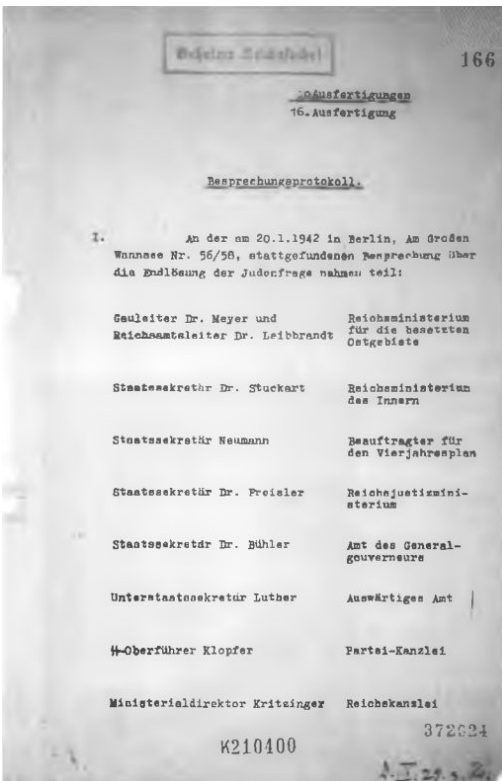 Geheime Reichssache!
166
30 Ausfertigungen
16. Ausfertigung
Besprechungsprotokoll.
I. An der am 20.1.1942 in Berlin, Am Großen
Wannsee Nr. 56/58, stattgefundenen Besprechung über
die Endlösung der Judenfrage nahmen teil:
Gauleiter Dr. Meyer und Reichsministerium
Reichsamtsleiter Dr. Leibbrandt für die besetzten
Ostgebiete
Staatssekretär Dr. Stuckart Reichsministerium
des Innern
Staatssekretär Neumann Beauftragter für
den Vierjahresplan
Staatssekretär Dr. Freisler Reichsjustizmini-
sterium
Staatssekretär Dr. Bühler Amt des General-
gouverneurs
Unterstaatssekretär Luther Auswärtiges Amt
SS-Oberführer Klopfer Partei-Kanzlei
Ministerialdirektor Kritzinger Reichskanzlei
372024
K210400